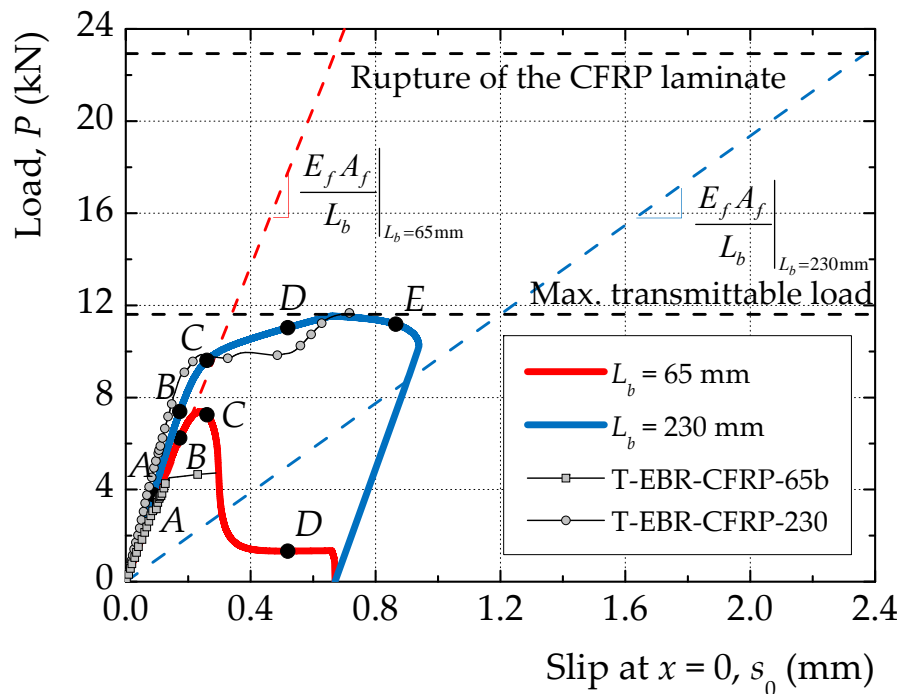 Load, P (kN)
24
20
16
12
8
4
0
0.0 0.4 0.8 1.2 1.6 2.0 2.4
Slip at x = 0, s₀ (mm)
Rupture of the CFRP laminate
E_f A_f
L_b
L_b=65mm
E_f A_f
L_b
L_b=230mm
Max. transmittable load
D
E
C
B
C
A
B
A
D
L_b = 65 mm
L_b = 230 mm
T-EBR-CFRP-65b
T-EBR-CFRP-230